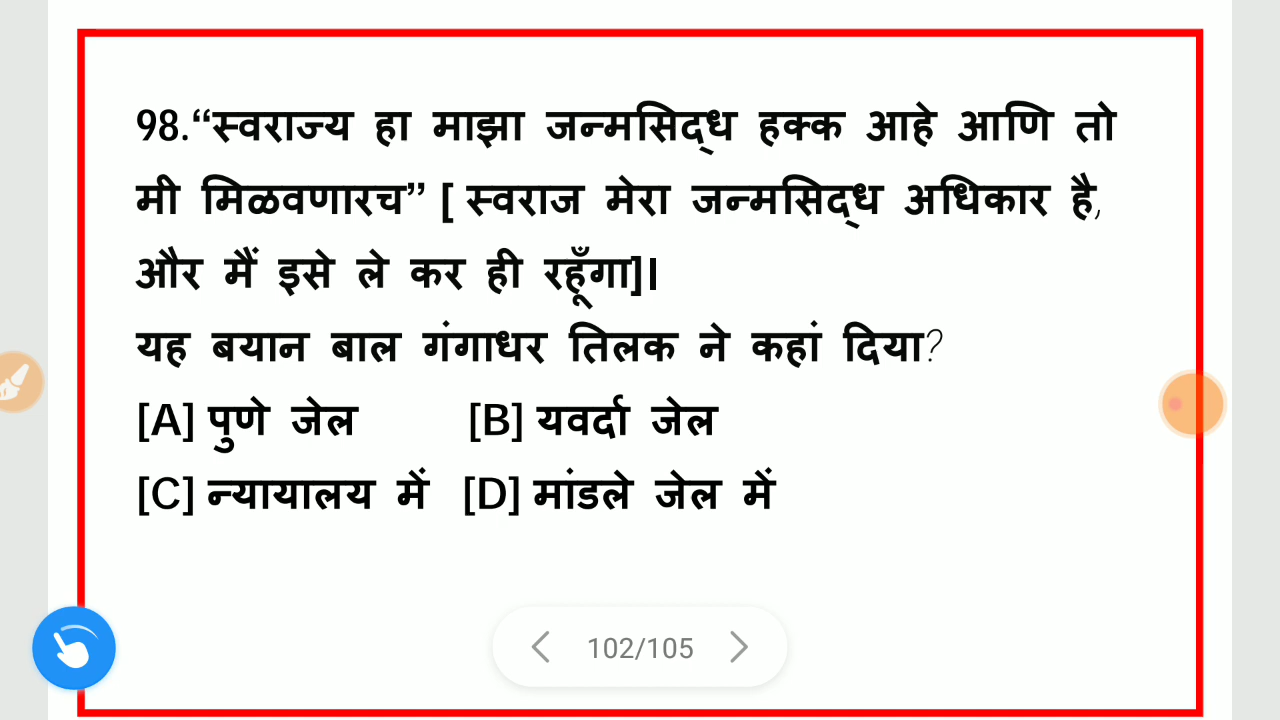 98.“स्वराज्य हा माझा जन्मसिद्ध हक्क आहे आणि तो
मी मिळवणारच” [ स्वराज मेरा जन्मसिद्ध अधिकार है,
और मैं इसे ले कर ही रहूँगा]।
यह बयान बाल गंगाधर तिलक ने कहां दिया?
[A] पुणे जेल [B] यवर्दा जेल
[C] न्यायालय में [D] मांडले जेल में
102/105